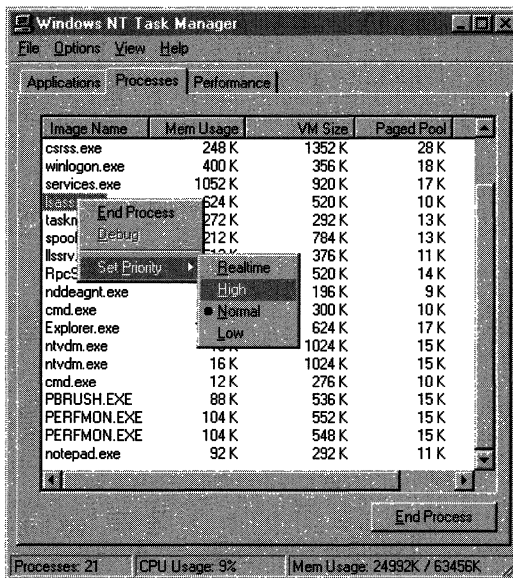 Windows NT Task Manager
File Options View Help
Applications Processes Performance
Image Name Mem Usage VM Size Paged Pool
csrss.exe 248 K 1352 K 28 K
winlogon.exe 400 K 356 K 18 K
services.exe 1052 K 920 K 17 K
lsass 624 K 520 K 10 K
taskm 272 K 292 K 13 K
spool 212 K 784 K 13 K
llssrv. 376 K 11 K
RpcS 520 K 14 K
nddeagnt.exe 196 K 9 K
cmd.exe 300 K 10 K
Explorer.exe 624 K 17 K
ntvdm.exe 1024 K 15 K
ntvdm.exe 16 K 1024 K 15 K
cmd.exe 12 K 276 K 10 K
PBRUSH.EXE 88 K 536 K 15 K
PERFMON.EXE 104 K 552 K 15 K
PERFMON.EXE 104 K 548 K 15 K
notepad.exe 92 K 292 K 11 K
End Process
Debug
Set Priority
Realtime
High
Normal
Low
End Process
Processes: 21 CPU Usage: 9% Mem Usage: 24992K / 63456K